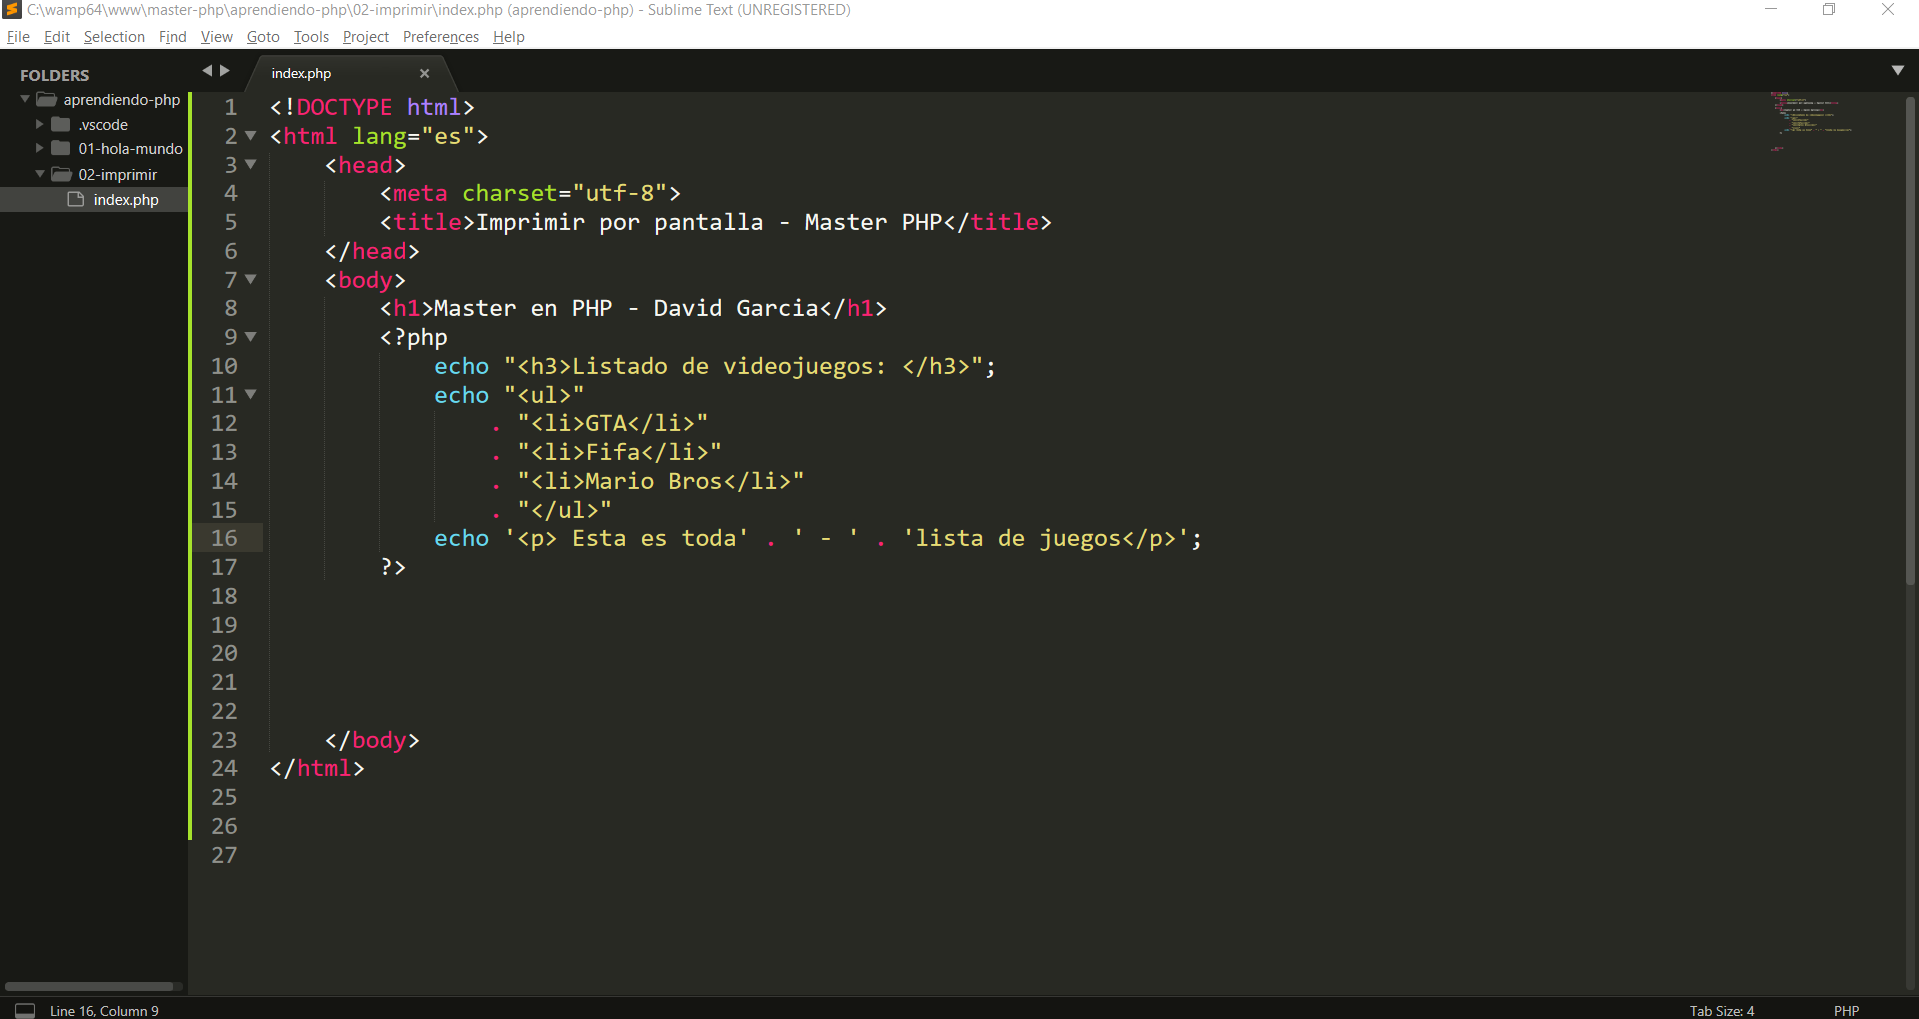 C:\wamp64\www\master-php\aprendiendo-php\02-imprimir\index.php (aprendiendo-php) - Sublime Text (UNREGISTERED)
File Edit Selection Find View Goto Tools Project Preferences Help
FOLDERS
aprendiendo-php
.vscode
01-hola-mundo
02-imprimir
index.php
index.php
1 <!DOCTYPE html>
2 <html lang="es">
3     <head>
4         <meta charset="utf-8">
5         <title>Imprimir por pantalla - Master PHP</title>
6     </head>
7     <body>
8         <h1>Master en PHP - David Garcia</h1>
9         <?php
10             echo "<h3>Listado de videojuegos: </h3>";
11             echo "<ul>"
12                 . "<li>GTA</li>"
13                 . "<li>Fifa</li>"
14                 . "<li>Mario Bros</li>"
15                 . "</ul>"
16             echo '<p> Esta es toda' . ' - ' . 'lista de juegos</p>';
17         ?>
18
19
20
21
22
23     </body>
24 </html>
25
26
27
Line 16, Column 9
Tab Size: 4
PHP